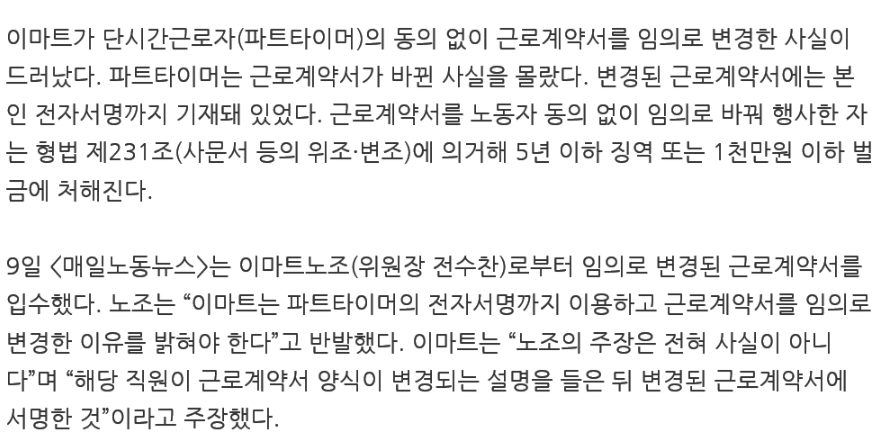 이마트가 단시간근로자(파트타이머)의 동의 없이 근로계약서를 임의로 변경한 사실이
드러났다. 파트타이머는 근로계약서가 바뀐 사실을 몰랐다. 변경된 근로계약서에는 본
인 전자서명까지 기재돼 있었다. 근로계약서를 노동자 동의 없이 임의로 바꿔 행사한 자
는 형법 제231조(사문서 등의 위조·변조)에 의거해 5년 이하 징역 또는 1천만원 이하 벌
금에 처해진다.
9일 <매일노동뉴스>는 이마트노조(위원장 전수찬)로부터 임의로 변경된 근로계약서를
입수했다. 노조는 “이마트는 파트타이머의 전자서명까지 이용하고 근로계약서를 임의로
변경한 이유를 밝혀야 한다”고 반발했다. 이마트는 “노조의 주장은 전혀 사실이 아니
다”며 “해당 직원이 근로계약서 양식이 변경되는 설명을 들은 뒤 변경된 근로계약서에
서명한 것”이라고 주장했다.